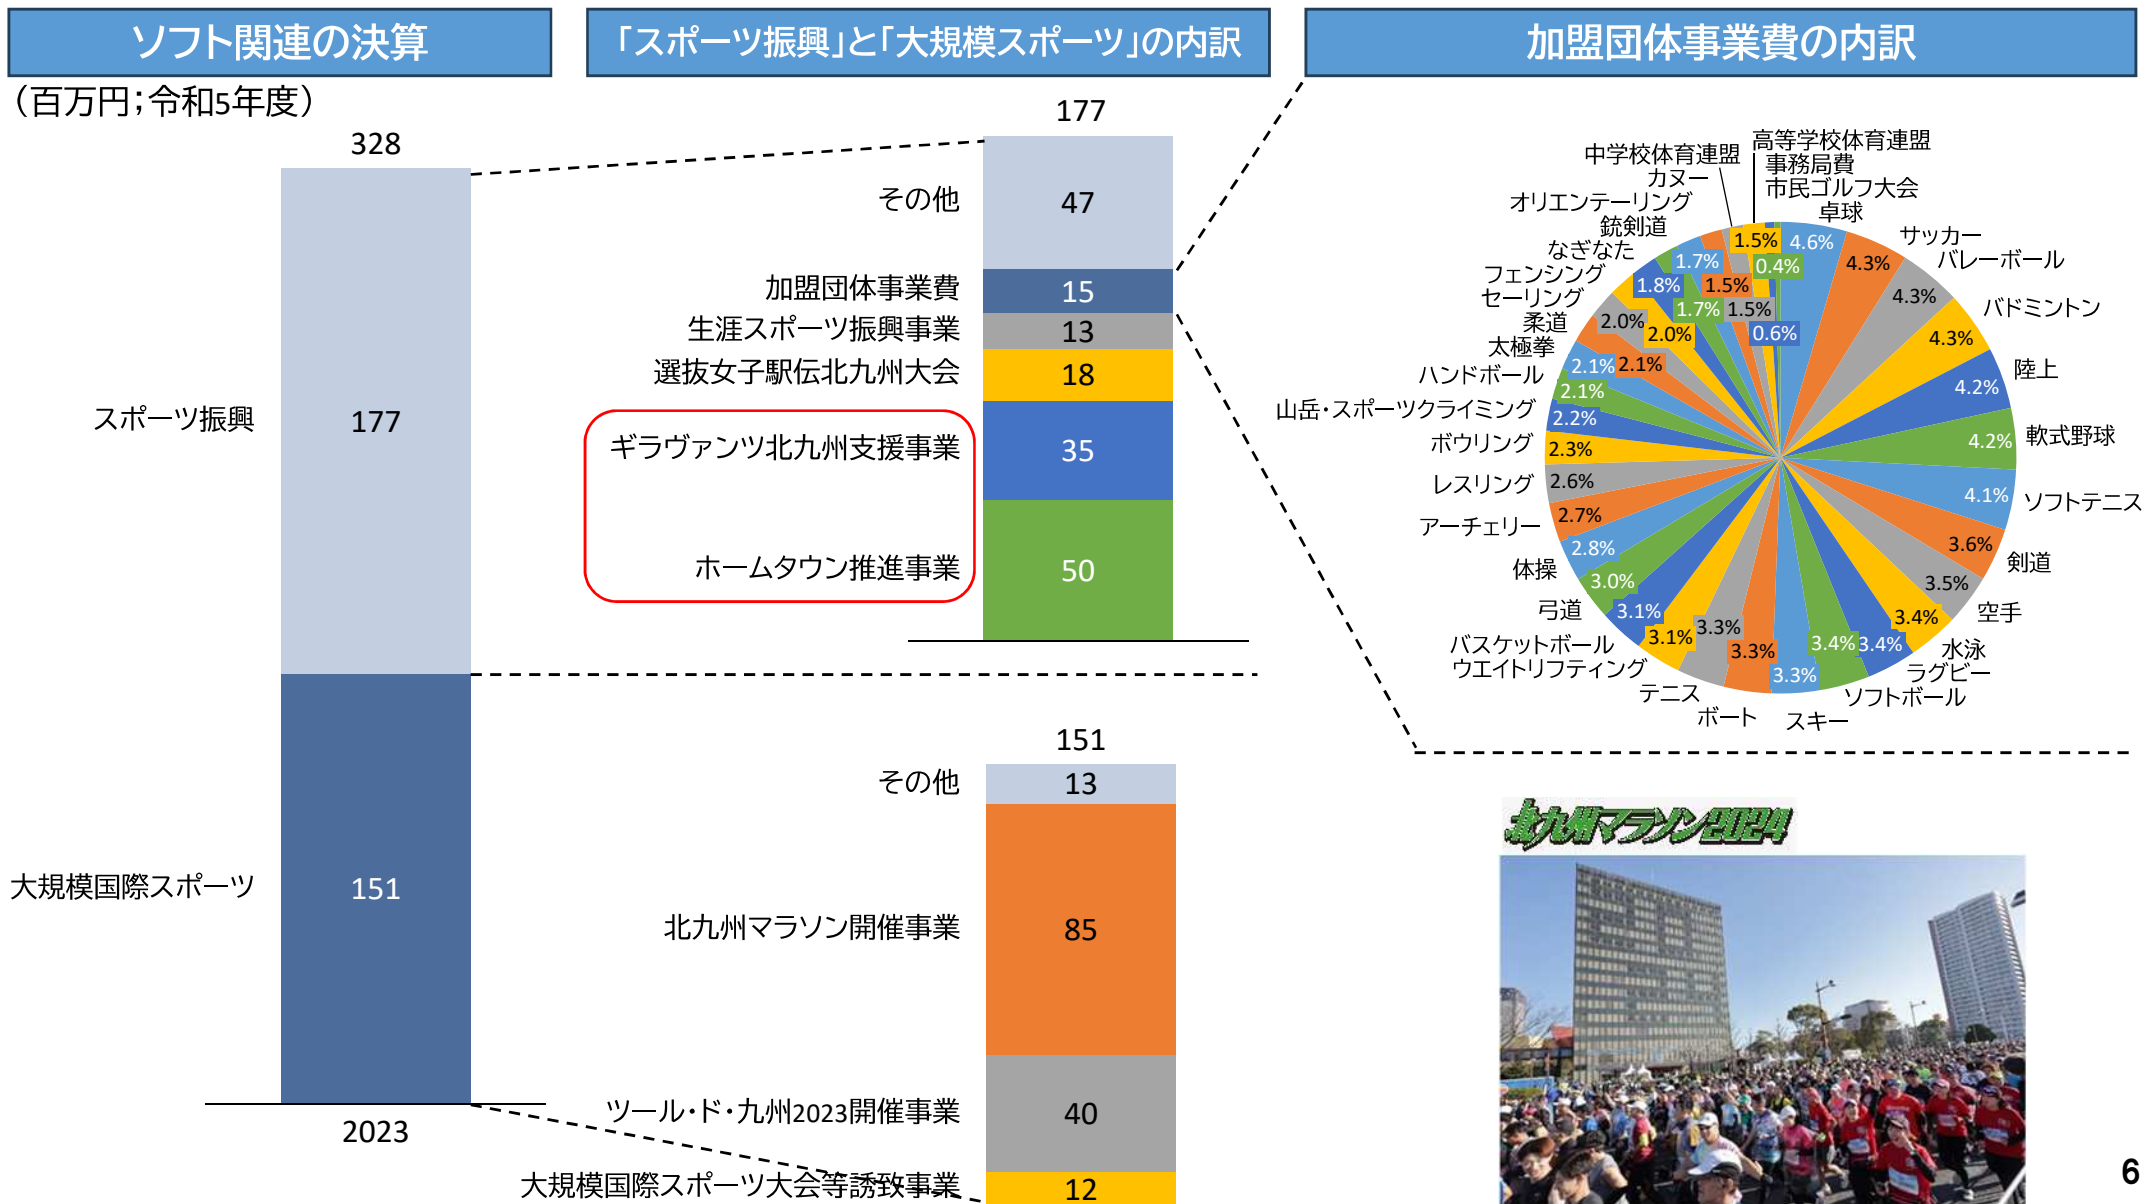 ソフト関連の決算
「スポーツ振興」と「大規模スポーツ」の内訳
加盟団体事業費の内訳
（百万円；令和5年度）
328
スポーツ振興
177
大規模国際スポーツ
151
2023
177
その他
47
加盟団体事業費
15
生涯スポーツ振興事業
13
選抜女子駅伝北九州大会
18
ギラヴァンツ北九州支援事業
35
ホームタウン推進事業
50
151
その他
13
北九州マラソン開催事業
85
ツール・ド・九州2023開催事業
40
大規模国際スポーツ大会等誘致事業
12
卓球
4.6%
サッカー
4.3%
バレーボール
4.3%
バドミントン
4.3%
陸上
4.2%
軟式野球
4.2%
ソフトテニス
4.1%
剣道
3.6%
空手
3.5%
水泳
3.4%
ラグビー
3.4%
ソフトボール
3.4%
スキー
3.3%
ボート
3.3%
テニス
3.3%
ウエイトリフティング
3.1%
バスケットボール
3.1%
弓道
3.0%
体操
2.8%
アーチェリー
2.7%
レスリング
2.6%
ボウリング
2.3%
山岳・スポーツクライミング
2.2%
ハンドボール
2.1%
太極拳
2.1%
柔道
2.1%
セーリング
2.0%
フェンシング
2.0%
なぎなた
1.8%
銃剣道
1.7%
オリエンテーリング
1.7%
カヌー
1.5%
中学校体育連盟
1.5%
高等学校体育連盟
1.5%
事務局費
0.6%
市民ゴルフ大会
0.4%
北九州マラソン2024
6